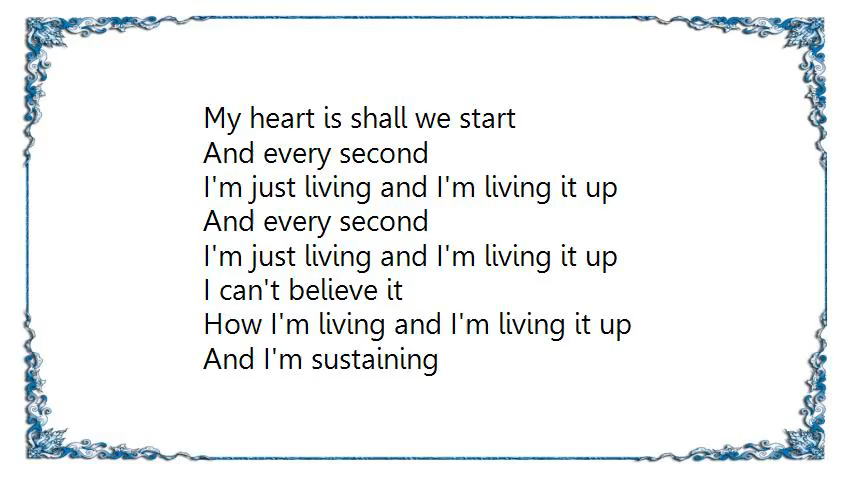 My heart is shall we start
And every second
I'm just living and I'm living it up
And every second
I'm just living and I'm living it up
I can't believe it
How I'm living and I'm living it up
And I'm sustaining